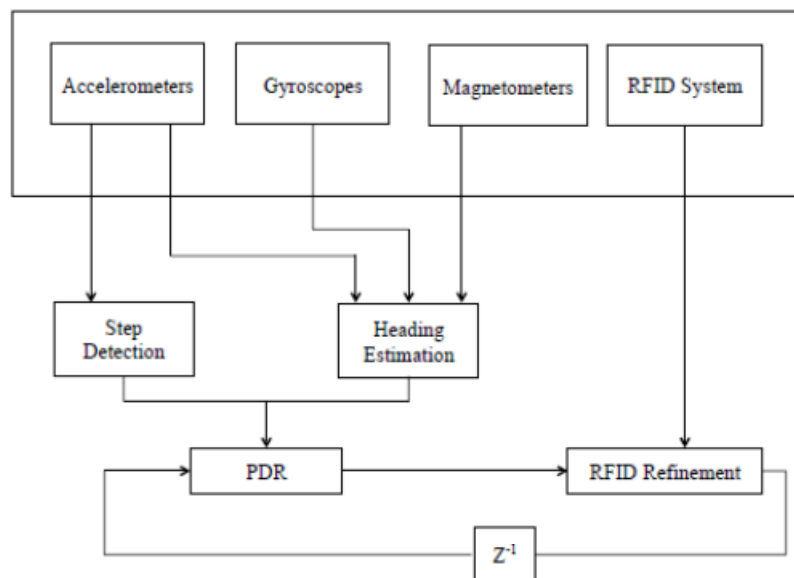 Accelerometers
Gyroscopes
Magnetometers
RFID System
Step
Detection
Heading
Estimation
PDR
RFID Refinement
Z⁻¹